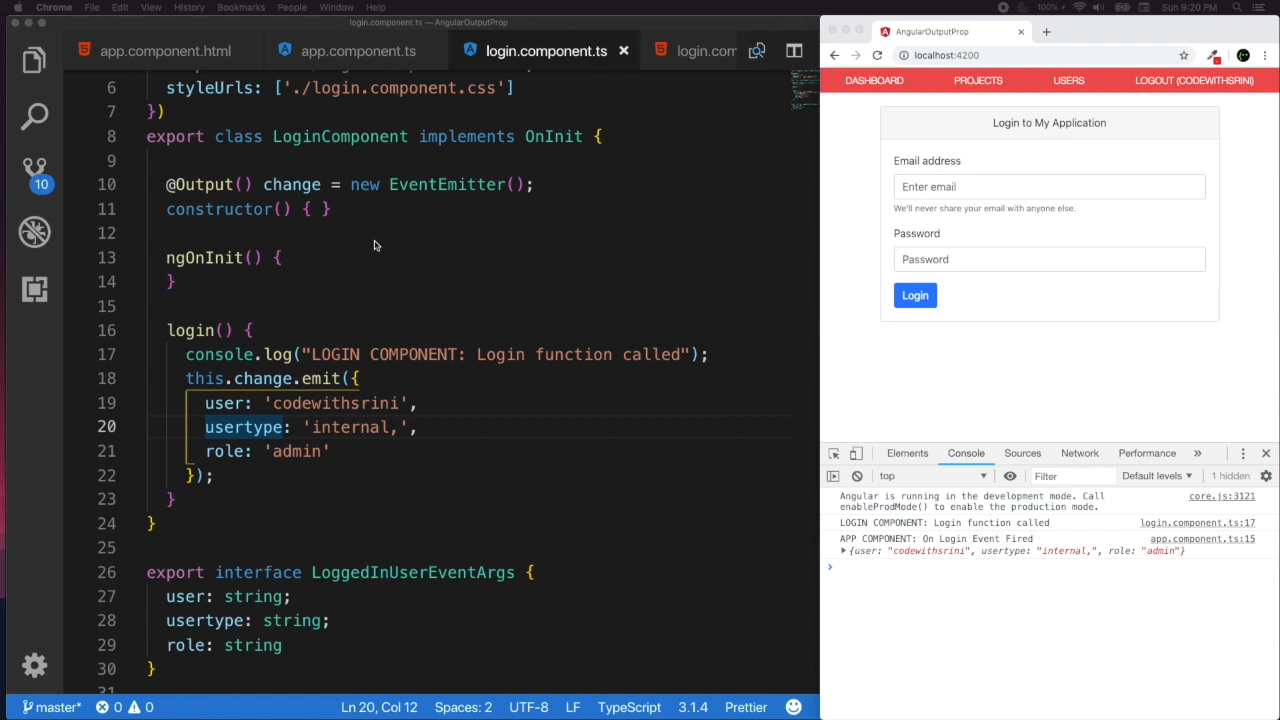 Chrome File Edit View History Bookmarks People Window Help 100% Sun 9:20 PM
login.component.ts — AngularOutputProp
app.component.html app.component.ts login.component.ts login.com
styleUrls: ['./login.component.css']
7 })
8 export class LoginComponent implements OnInit {
9
10 @Output() change = new EventEmitter();
11 constructor() { }
12
13 ngOnInit() {
14 }
15
16 login() {
17 console.log("LOGIN COMPONENT: Login function called");
18 this.change.emit({
19 user: 'codewithsrini',
20 usertype: 'internal,',
21 role: 'admin'
22 });
23 }
24 }
25
26 export interface LoggedInUserEventArgs {
27 user: string;
28 usertype: string;
29 role: string
30 }
31
10
master* 0 0 Ln 20, Col 12 Spaces: 2 UTF-8 LF TypeScript 3.1.4 Prettier
AngularOutputProp
localhost:4200
DASHBOARD PROJECTS USERS LOGOUT (CODEWITHSRINI)
Login to My Application
Email address
Enter email
We'll never share your email with anyone else.
Password
Password
Login
Elements Console Sources Network Performance »
top Filter Default levels 1 hidden
Angular is running in the development mode. Call core.js:3121
enableProdMode() to enable the production mode.
LOGIN COMPONENT: Login function called login.component.ts:17
APP COMPONENT: On Login Event Fired app.component.ts:15
{user: "codewithsrini", usertype: "internal,", role: "admin"}